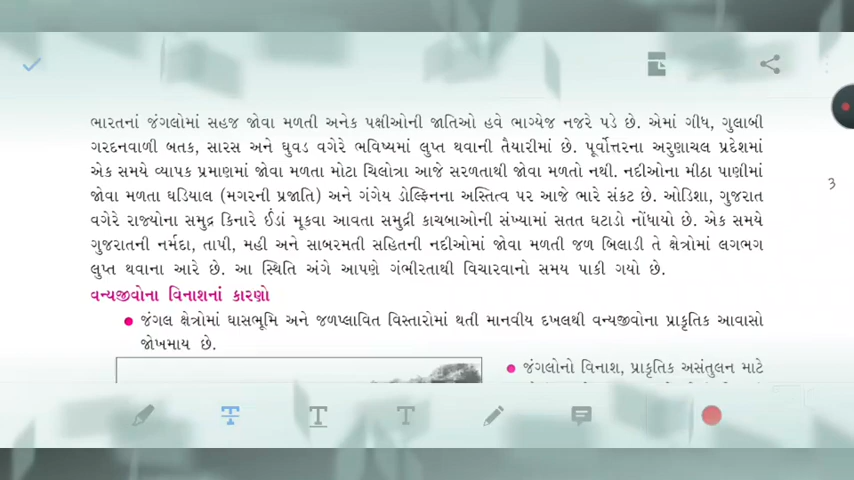 ભારતનાં જંગલોમાં સહજ જોવા મળતી અનેક પક્ષીઓની જાતિઓ હવે ભાગ્યેજ નજરે પડે છે. એમાં ગીધ, ગુલાબી
ગરદનવાળી બતક, સારસ અને ઘુવડ વગેરે ભવિષ્યમાં લુપ્ત થવાની તૈયારીમાં છે. પૂર્વોત્તરના અરુણાચલ પ્રદેશમાં
એક સમયે વ્યાપક પ્રમાણમાં જોવા મળતા મોટા ચિલોત્રા આજે સરળતાથી જોવા મળતો નથી. નદીઓના મીઠા પાણીમાં
જોવા મળતા ઘડિયાલ (મગરની પ્રજાતિ) અને ગંગેય ડોલ્ફિનના અસ્તિત્વ પર આજે ભારે સંકટ છે. ઓડિશા, ગુજરાત
વગેરે રાજ્યોના સમુદ્ર કિનારે ઈંડાં મૂકવા આવતા સમુદ્રી કાચબાઓની સંખ્યામાં સતત ઘટાડો નોંધાયો છે. એક સમયે
ગુજરાતની નર્મદા, તાપી, મહી અને સાબરમતી સહિતની નદીઓમાં જોવા મળતી જળ બિલાડી તે ક્ષેત્રોમાં લગભગ
લુપ્ત થવાના આરે છે. આ સ્થિતિ અંગે આપણે ગંભીરતાથી વિચારવાનો સમય પાકી ગયો છે.
વન્યજીવોના વિનાશનાં કારણો
● જંગલ ક્ષેત્રોમાં ઘાસભૂમિ અને જળપ્લાવિત વિસ્તારોમાં થતી માનવીય દખલથી વન્યજીવોના પ્રાકૃતિક આવાસો
જોખમાય છે.
● જંગલોનો વિનાશ, પ્રાકૃતિક અસંતુલન માટે
3